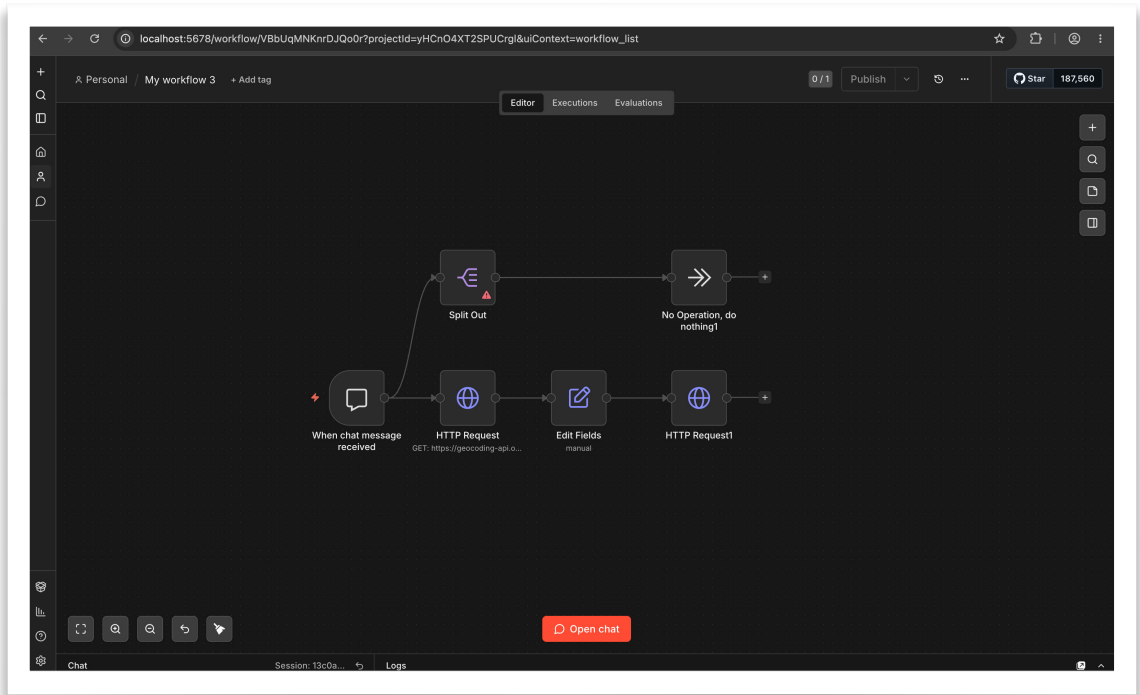 localhost:5678/workflow/VBbUqMNKnrDJQo0r?projectId=yHCnO4XT2SPUCrgl&uiContext=workflow_list
Personal / My workflow 3 + Add tag
0 / 1 Publish
Star 187,560
Editor Executions Evaluations
Split Out
No Operation, do
nothing1
When chat message
received
HTTP Request
GET: https://geocoding-api.o...
Edit Fields
manual
HTTP Request1
Open chat
Chat Session: 13c0a... Logs